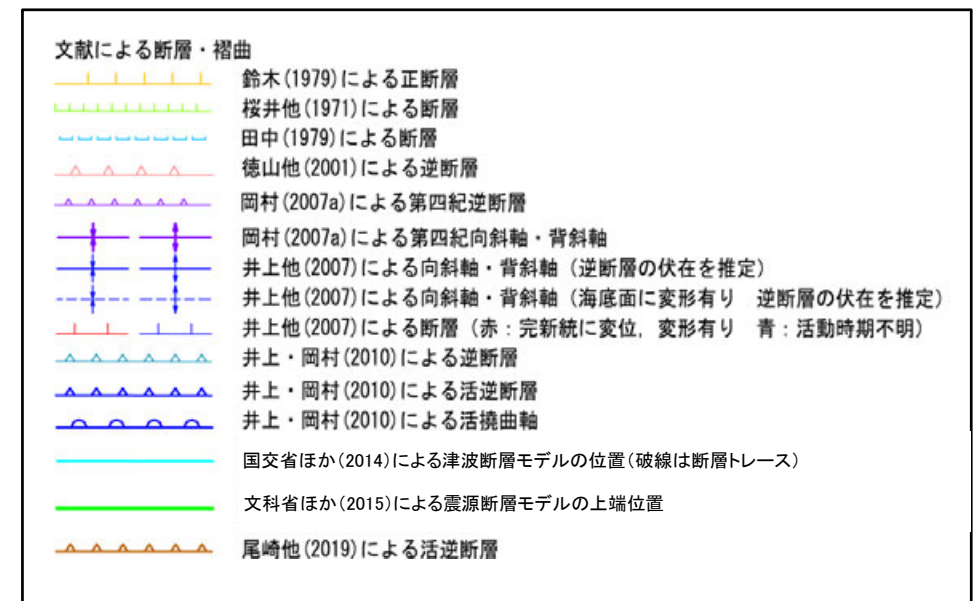 文献による断層・褶曲
鈴木(1979)による正断層
桜井他(1971)による断層
田中(1979)による断層
徳山他(2001)による逆断層
岡村(2007a)による第四紀逆断層
岡村(2007a)による第四紀向斜軸・背斜軸
井上他(2007)による向斜軸・背斜軸（逆断層の伏在を推定）
井上他(2007)による向斜軸・背斜軸（海底面に変形有り　逆断層の伏在を推定）
井上他(2007)による断層（赤：完新統に変位，変形有り　青：活動時期不明）
井上・岡村(2010)による逆断層
井上・岡村(2010)による活逆断層
井上・岡村(2010)による活撓曲軸
国交省ほか(2014)による津波断層モデルの位置(破線は断層トレース)
文科省ほか(2015)による震源断層モデルの上端位置
尾崎他(2019)による活逆断層